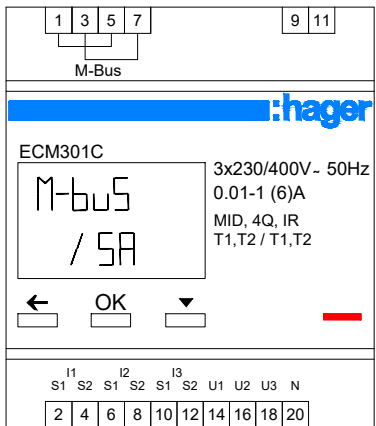 1 3 5 7 9 11
M-Bus
:hager
ECM301C
3x230/400V~ 50Hz
0.01-1 (6)A
MID, 4Q, IR
T1,T2 / T1,T2
M-buS
/ SA
← OK ▼
I1 I2 I3
S1 S2 S1 S2 S1 S2 U1 U2 U3 N
2 4 6 8 10 12 14 16 18 20